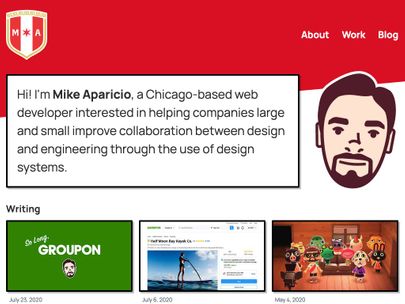 M A
About Work Blog
Hi! I'm Mike Aparicio, a Chicago-based web
developer interested in helping companies large
and small improve collaboration between design
and engineering through the use of design
systems.
Writing
So Long,
GROUPON
Half Moon Bay Kayak Co.
July 23, 2020
July 6, 2020
May 4, 2020